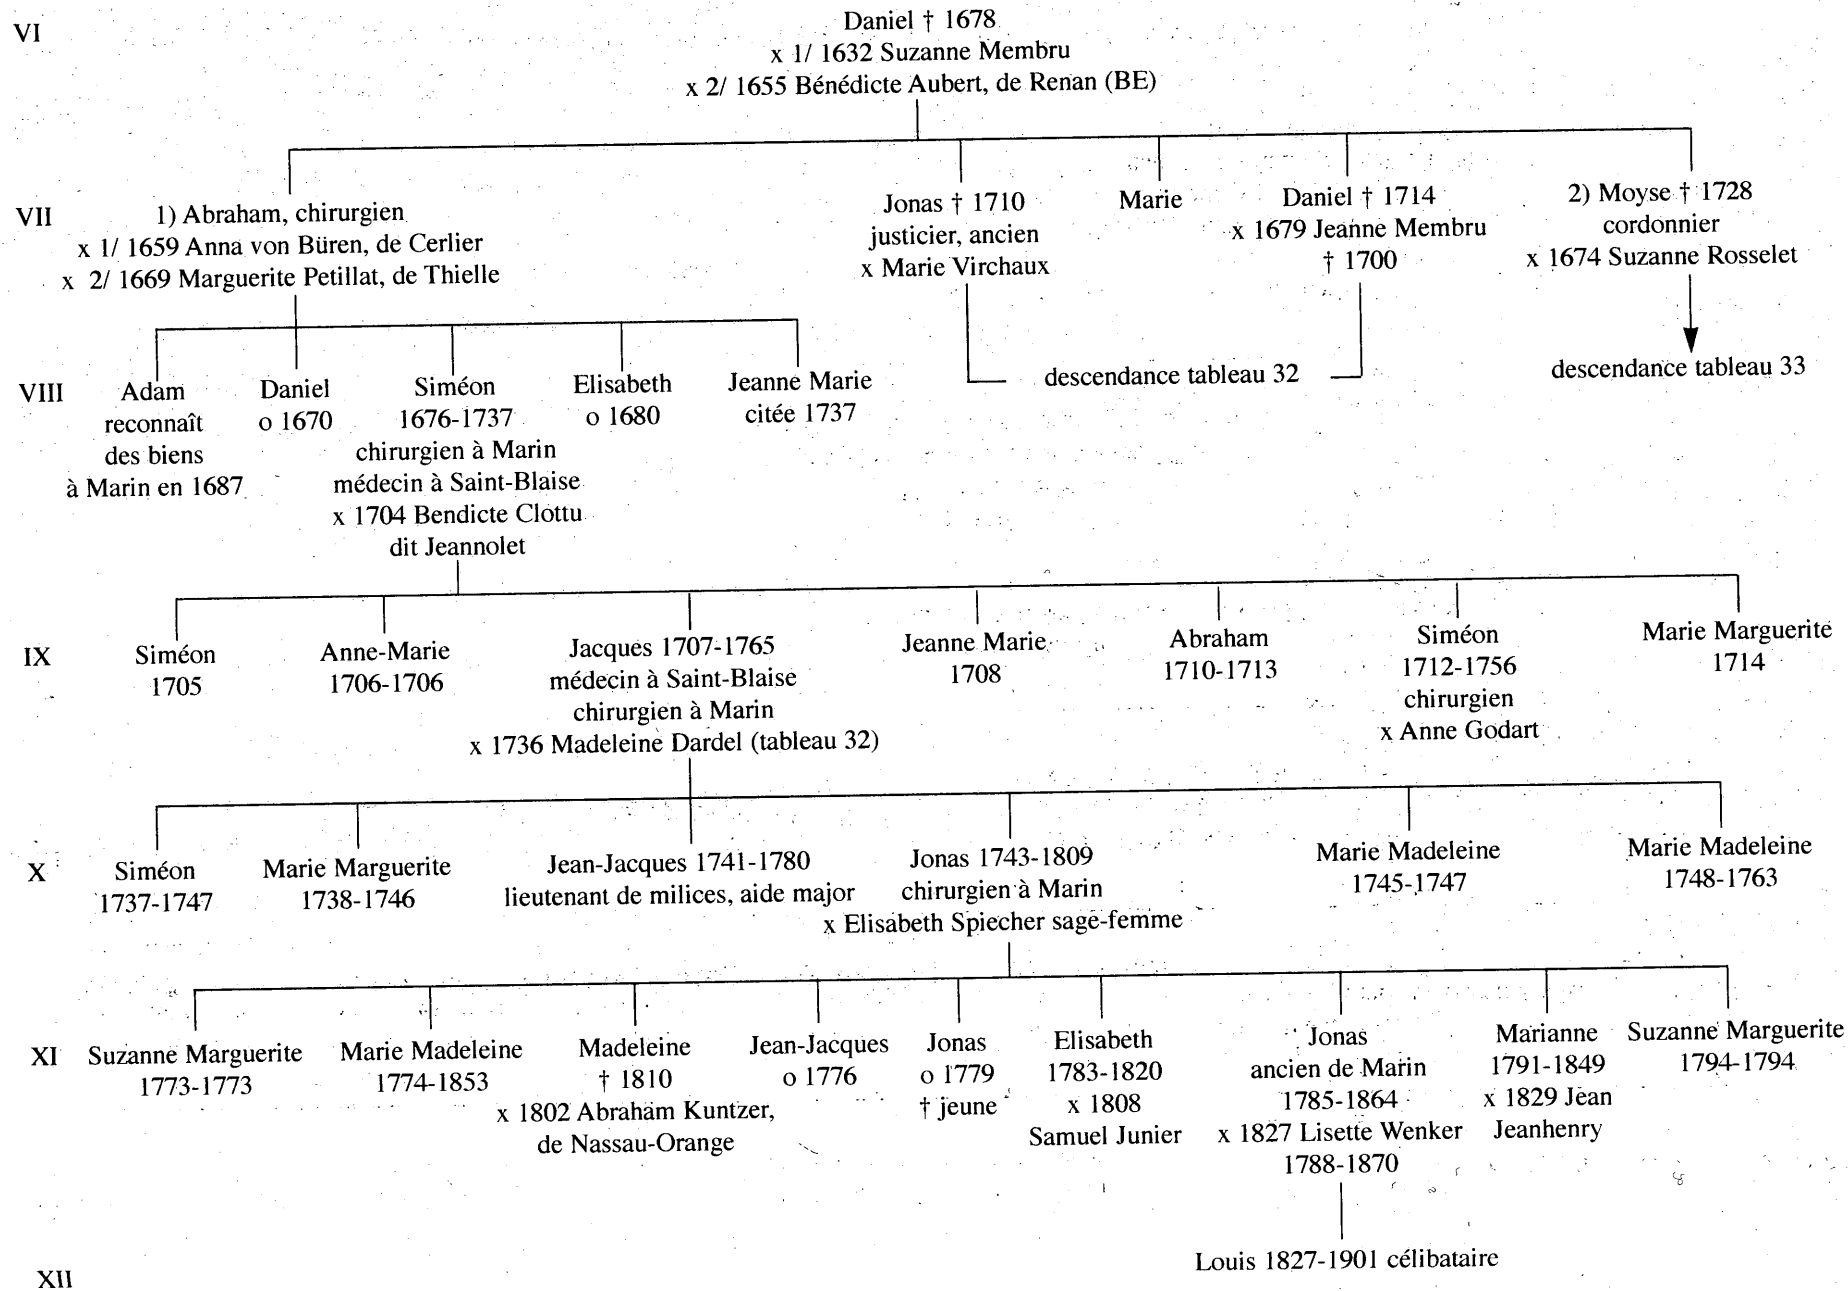 VI
Daniel † 1678
x 1/ 1632 Suzanne Membru
x 2/ 1655 Bénédicte Aubert, de Renan (BE)
VII
1) Abraham, chirurgien
x 1/ 1659 Anna von Büren, de Cerlier
x 2/ 1669 Marguerite Petillat, de Thielle
Jonas † 1710
justicier, ancien
x Marie Virchaux
Marie
Daniel † 1714
x 1679 Jeanne Membru
† 1700
2) Moyse † 1728
cordonnier
x 1674 Suzanne Rosselet
VIII
Adam
reconnaît
des biens
à Marin en 1687
Daniel
o 1670
Siméon
1676-1737
chirurgien à Marin
médecin à Saint-Blaise
x 1704 Bendicte Clottu
dit Jeannolet
Elisabeth
o 1680
Jeanne Marie
citée 1737
descendance tableau 32
descendance tableau 33
IX
Siméon
1705
Anne-Marie
1706-1706
Jacques 1707-1765
médecin à Saint-Blaise
chirurgien à Marin
x 1736 Madeleine Dardel (tableau 32)
Jeanne Marie
1708
Abraham
1710-1713
Siméon
1712-1756
chirurgien
x Anne Godart
Marie Marguerite
1714
X
Siméon
1737-1747
Marie Marguerite
1738-1746
Jean-Jacques 1741-1780
lieutenant de milices, aide major
Jonas 1743-1809
chirurgien à Marin
x Elisabeth Spiecher sage-femme
Marie Madeleine
1745-1747
Marie Madeleine
1748-1763
XI
Suzanne Marguerite
1773-1773
Marie Madeleine
1774-1853
Madeleine
† 1810
x 1802 Abraham Kuntzer,
de Nassau-Orange
Jean-Jacques
o 1776
Jonas
o 1779
† jeune
Elisabeth
1783-1820
x 1808
Samuel Junier
Jonas
ancien de Marin
1785-1864
x 1827 Lisette Wenker
1788-1870
Marianne
1791-1849
x 1829 Jean
Jeanhenry
Suzanne Marguerite
1794-1794
XII
Louis 1827-1901 célibataire